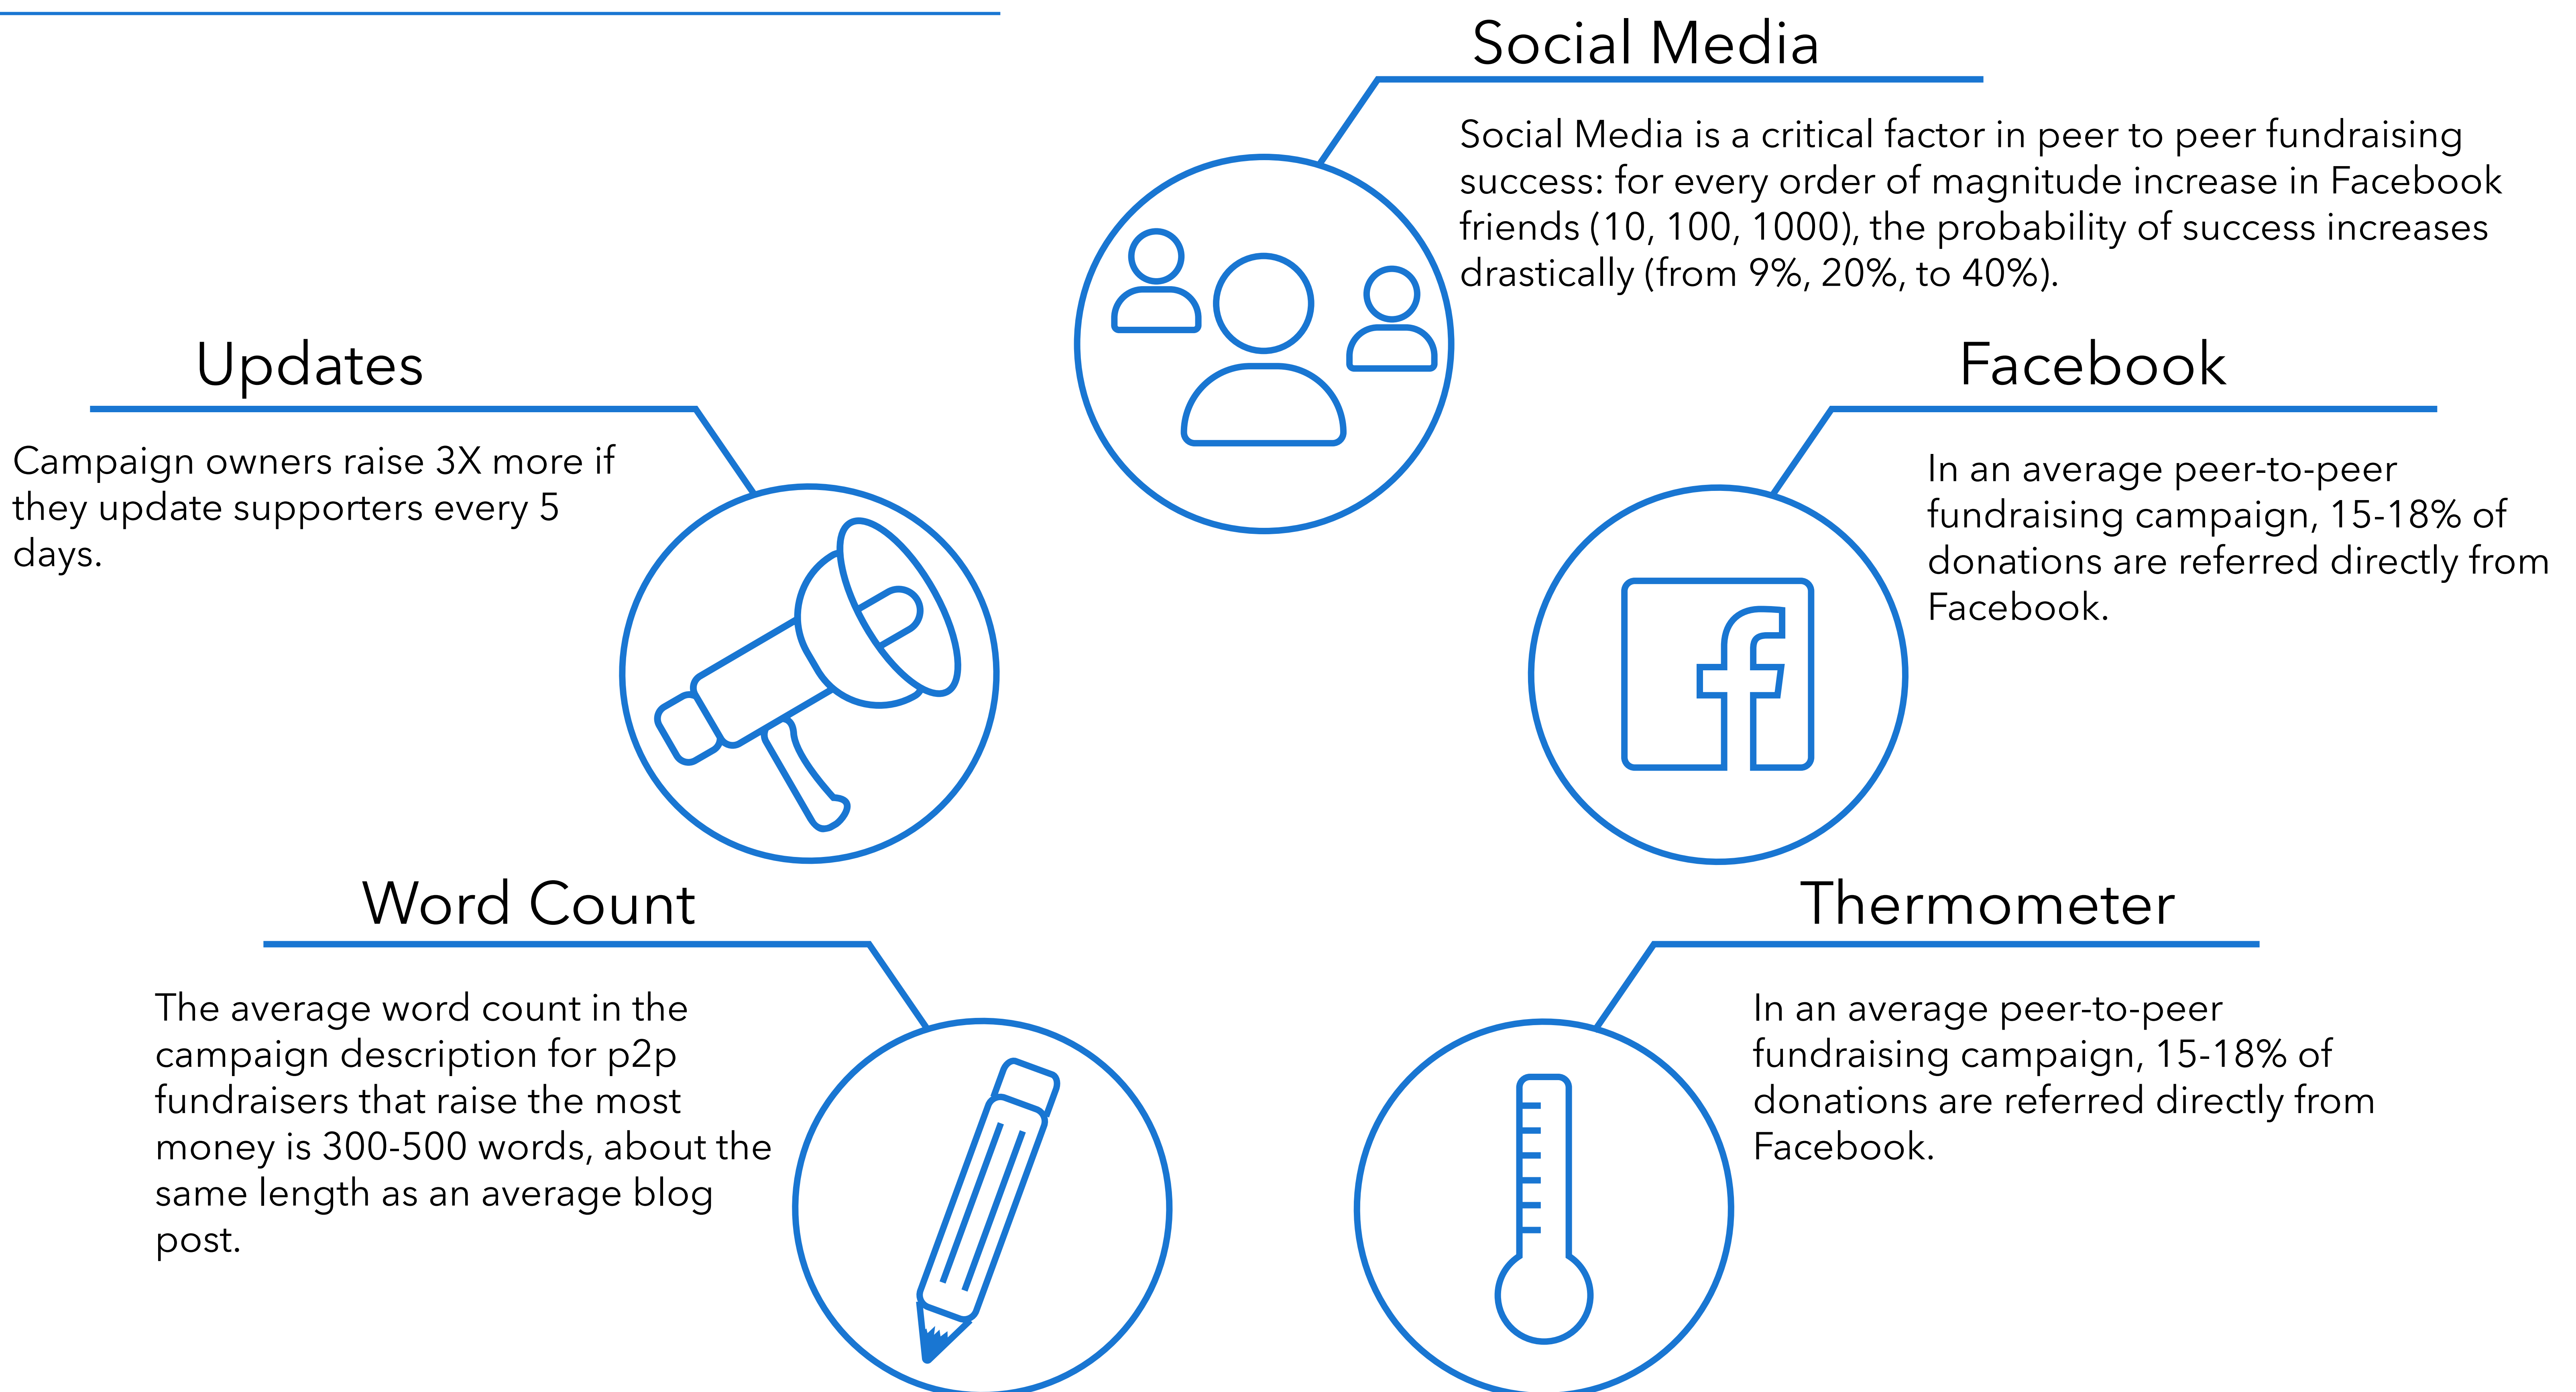 Social Media
Social Media is a critical factor in peer to peer fundraising
success: for every order of magnitude increase in Facebook
friends (10, 100, 1000), the probability of success increases
drastically (from 9%, 20%, to 40%).
Updates
Campaign owners raise 3X more if
they update supporters every 5
days.
Facebook
In an average peer-to-peer
fundraising campaign, 15-18% of
donations are referred directly from
Facebook.
Word Count
The average word count in the
campaign description for p2p
fundraisers that raise the most
money is 300-500 words, about the
same length as an average blog
post.
Thermometer
In an average peer-to-peer
fundraising campaign, 15-18% of
donations are referred directly from
Facebook.